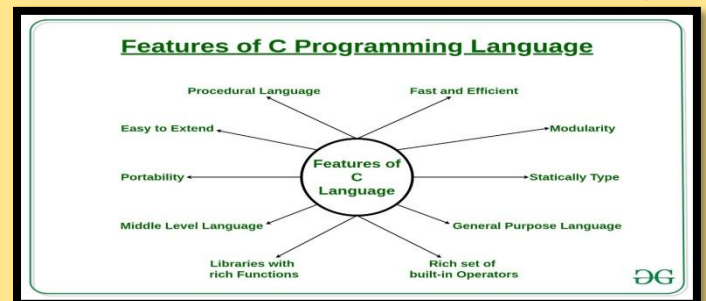 Features of C Programming Language
Procedural Language
Fast and Efficient
Easy to Extend
Modularity
Features of
C
Language
Portability
Statically Type
Middle Level Language
General Purpose Language
Libraries with
rich Functions
Rich set of
built-in Operators